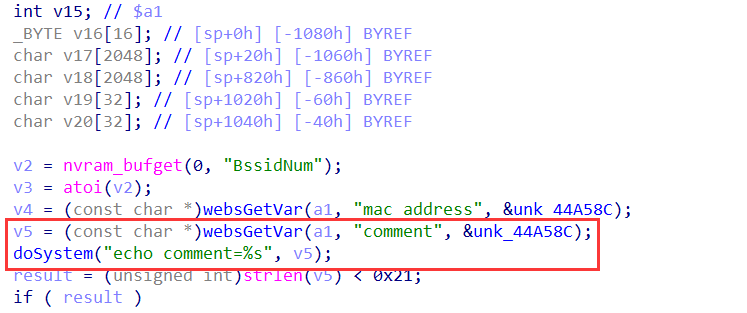 int v15; // $a1
_BYTE v16[16]; // [sp+0h] [-1080h] BYREF
char v17[2048]; // [sp+20h] [-1060h] BYREF
char v18[2048]; // [sp+820h] [-860h] BYREF
char v19[32]; // [sp+1020h] [-60h] BYREF
char v20[32]; // [sp+1040h] [-40h] BYREF
v2 = nvram_bufget(0, "BssidNum");
v3 = atoi(v2);
v4 = (const char *)websGetVar(a1, "mac_address", &unk_44A58C);
v5 = (const char *)websGetVar(a1, "comment", &unk_44A58C);
doSystem("echo comment=%s", v5);
result = (unsigned int)strlen(v5) < 0x21;
if ( result )